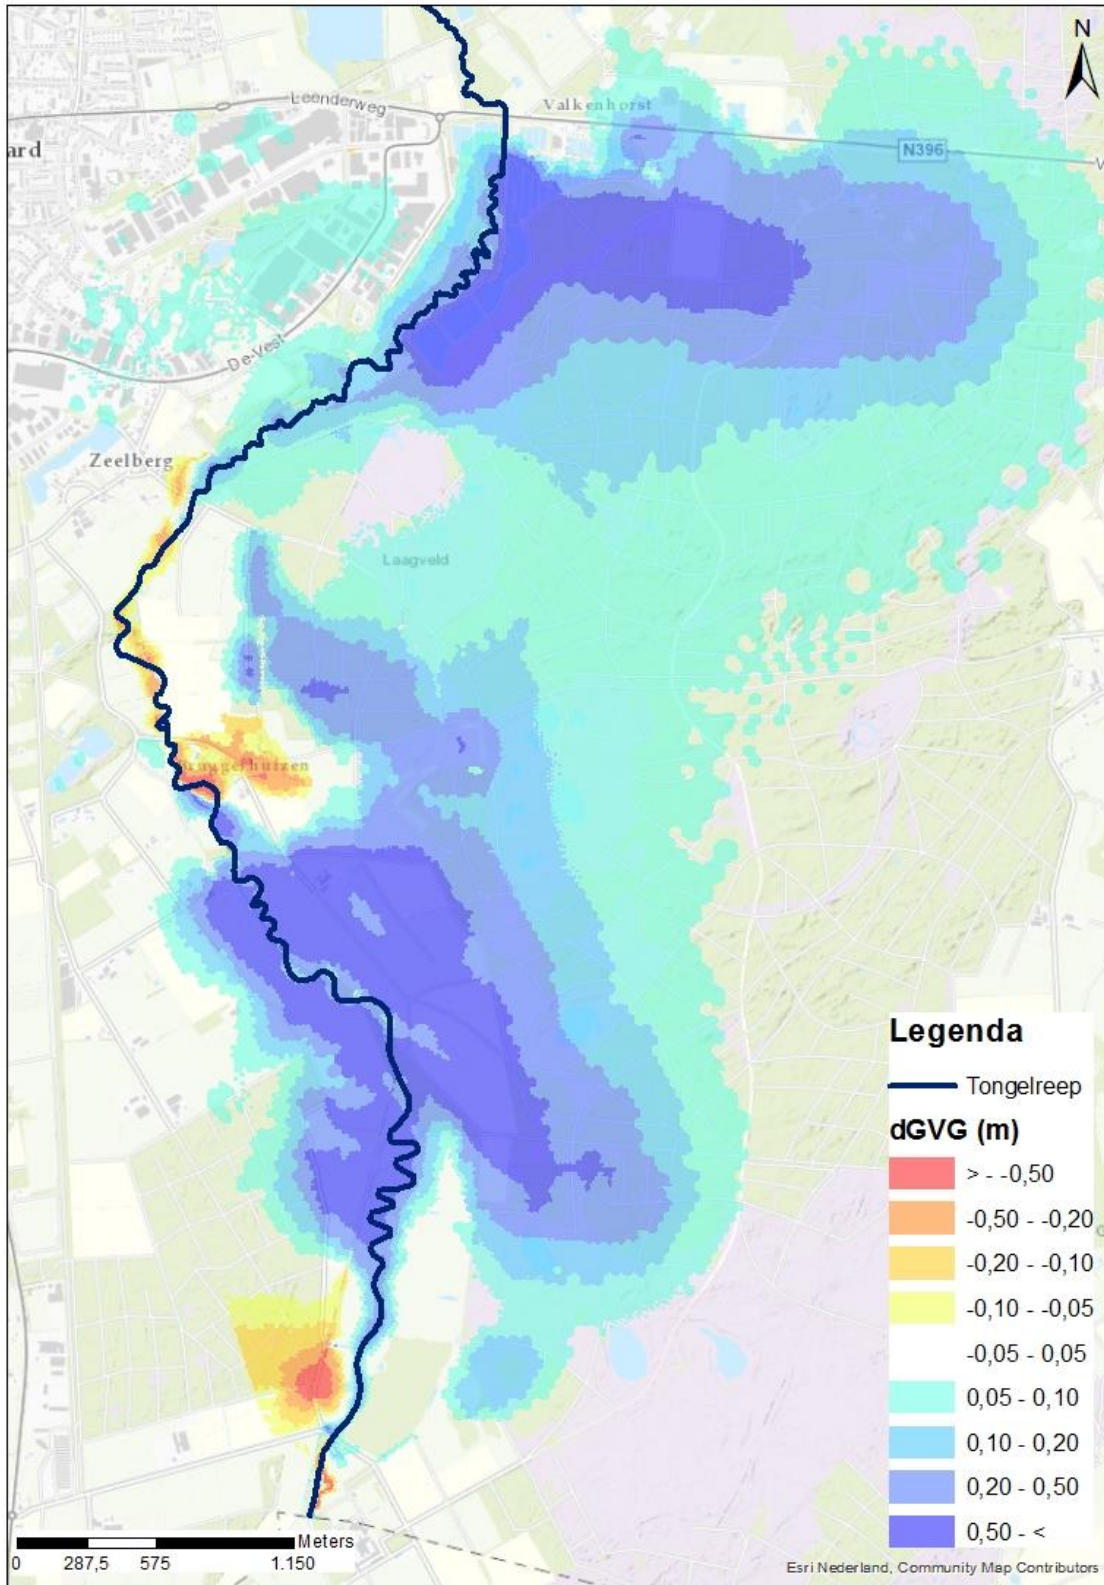 N
Leenderweg
Valkenhorst
ard
N396
De Vest
Zeelberg
Laagveld
Legenda
Tongelreep
dGVG (m)
> - -0,50
-0,50 - -0,20
-0,20 - -0,10
-0,10 - -0,05
-0,05 - 0,05
0,05 - 0,10
0,10 - 0,20
0,20 - 0,50
0,50 - <
Meters
0 287,5 575 1.150
Esri Nederland, Community Map Contributors